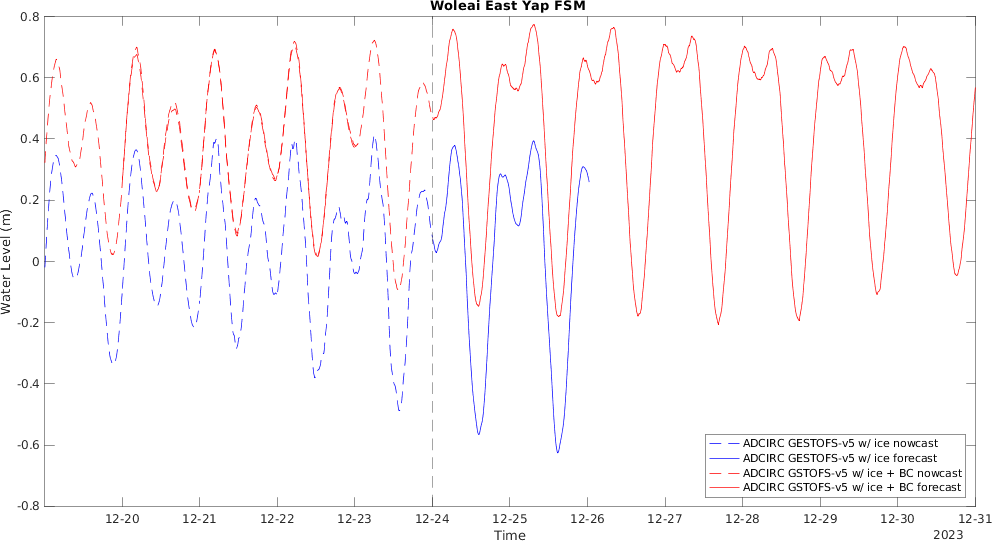 Woleai East Yap FSM
0.8
0.6
0.4
0.2
0
-0.2
-0.4
-0.6
-0.8
Water Level (m)
12-20 12-21 12-22 12-23 12-24 12-25 12-26 12-27 12-28 12-29 12-30 12-31
Time
2023
ADCIRC GESTOFS-v5 w/ ice nowcast
ADCIRC GESTOFS-v5 w/ ice forecast
ADCIRC GSTOFS-v5 w/ ice + BC nowcast
ADCIRC GSTOFS-v5 w/ ice + BC forecast